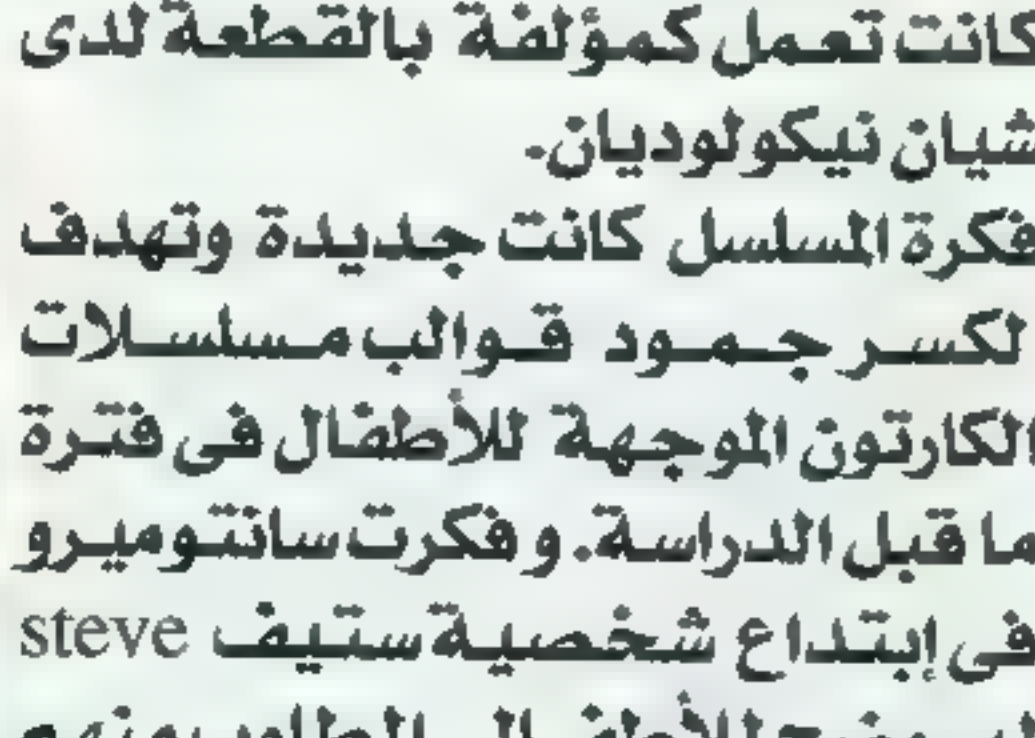 كانت تعمل كمؤلفة بالقطعة لدى
شيان نيكولوديان.
فكرة المسلسل كانت جديدة وتهدف
لكسر جمود قوالب مسلسلات
الكارتون الموجهة للأطفال فى فترة
ما قبل الدراسة. و فكرت سانتوميرو
فى إبتداع شخصية ستيف steve